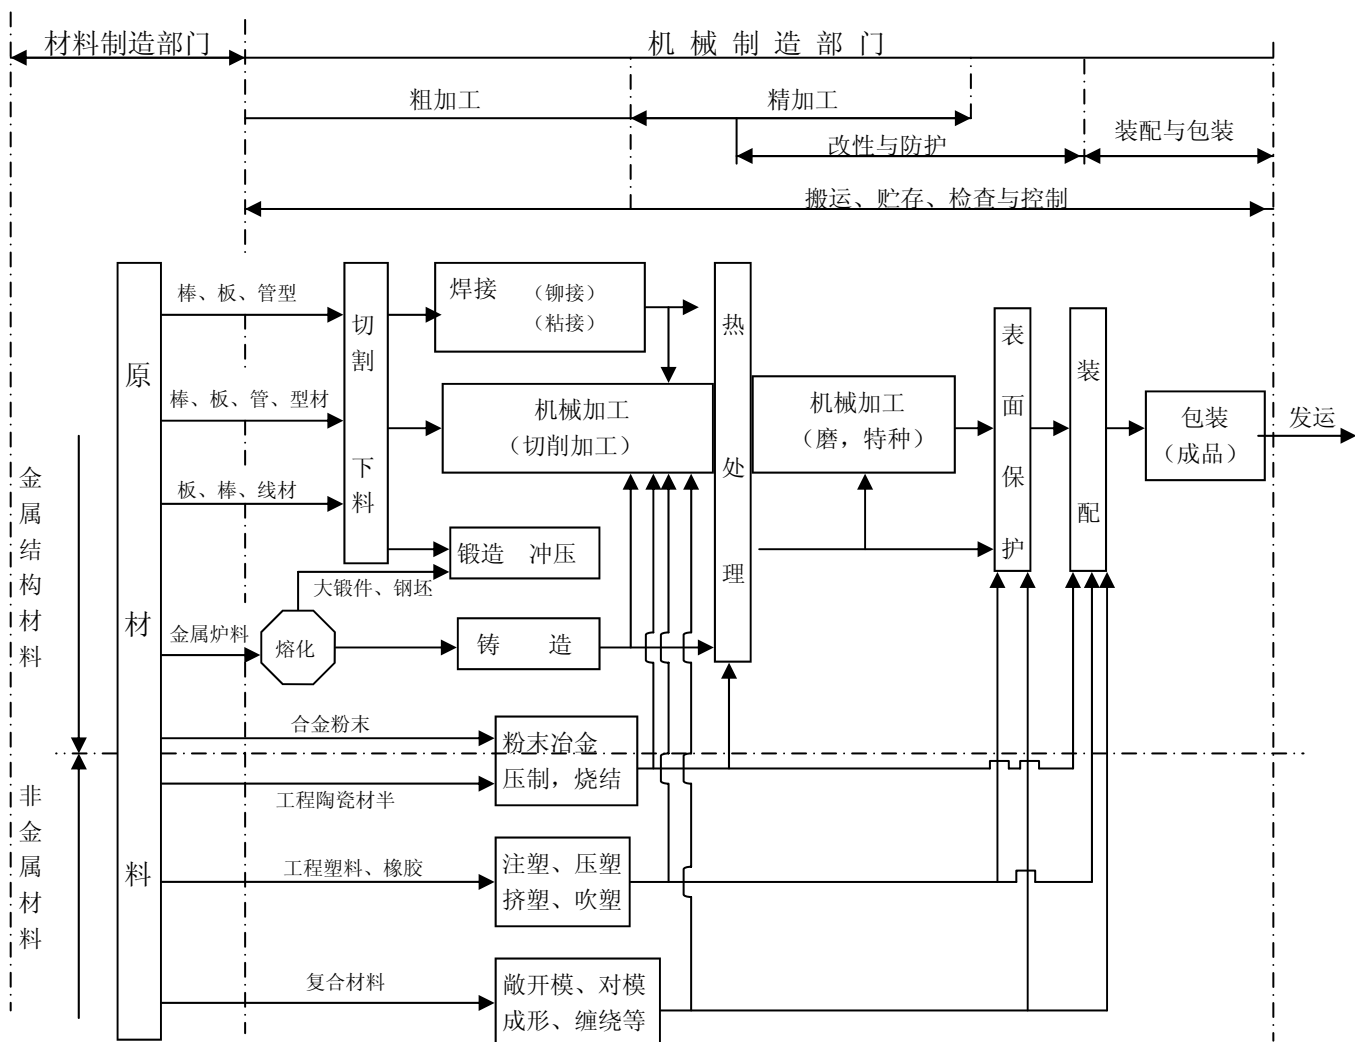 材料制造部门
机 械 制 造 部 门
粗加工
精加工
改性与防护
装配与包装
搬运、贮存、检查与控制
原材料
金属结构材料
非金属材料
棒、板、管型
棒、板、管、型材
板、棒、线材
金属炉料
切割下料
焊接 (铆接)
(粘接)
机械加工
(切削加工)
锻造 冲压
大锻件、钢坯
熔化
铸 造
热处理
机械加工
(磨，特种)
表面保护
装配
包装
(成品)
发运
合金粉末
粉末冶金
压制，烧结
工程陶瓷材半
工程塑料、橡胶
注塑、压塑
挤塑、吹塑
复合材料
敞开模、对模
成形、缠绕等